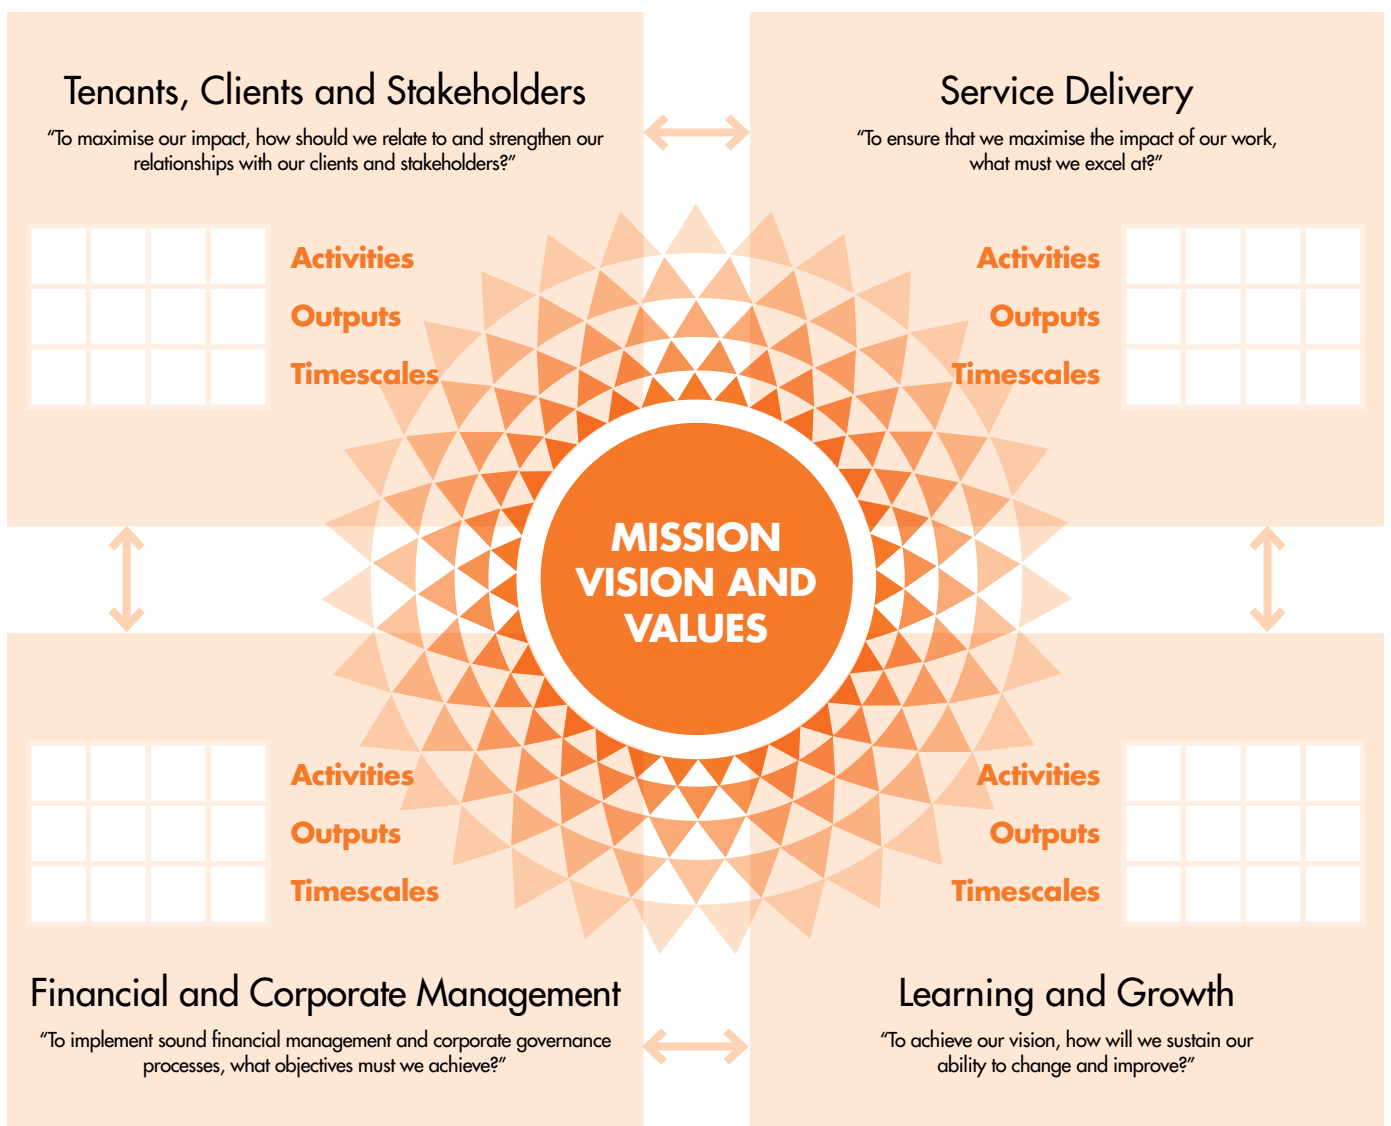 Tenants, Clients and Stakeholders
“To maximise our impact, how should we relate to and strengthen our
relationships with our clients and stakeholders?”
Activities
Outputs
Timescales
Service Delivery
“To ensure that we maximise the impact of our work,
what must we excel at?”
Activities
Outputs
Timescales
MISSION
VISION AND
VALUES
Activities
Outputs
Timescales
Financial and Corporate Management
“To implement sound financial management and corporate governance
processes, what objectives must we achieve?”
Activities
Outputs
Timescales
Learning and Growth
“To achieve our vision, how will we sustain our
ability to change and improve?”